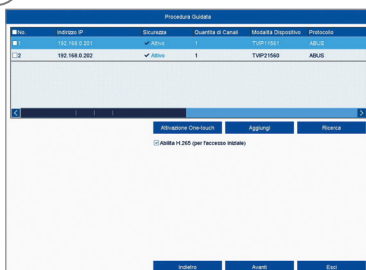 Procedura Guidata
No. Indirizzo IP Sicurezza Quantità di Canali Modalità Dispositivo Protocollo
1 192.168.0.201 Attivo 1 TVIP11561 ABUS
2 192.168.0.202 Attivo 1 TVIP21560 ABUS
Attivazione One-touch Aggiungi Ricerca
Abilita H.265 (per l'accesso iniziale)
Indietro Avanti Esci